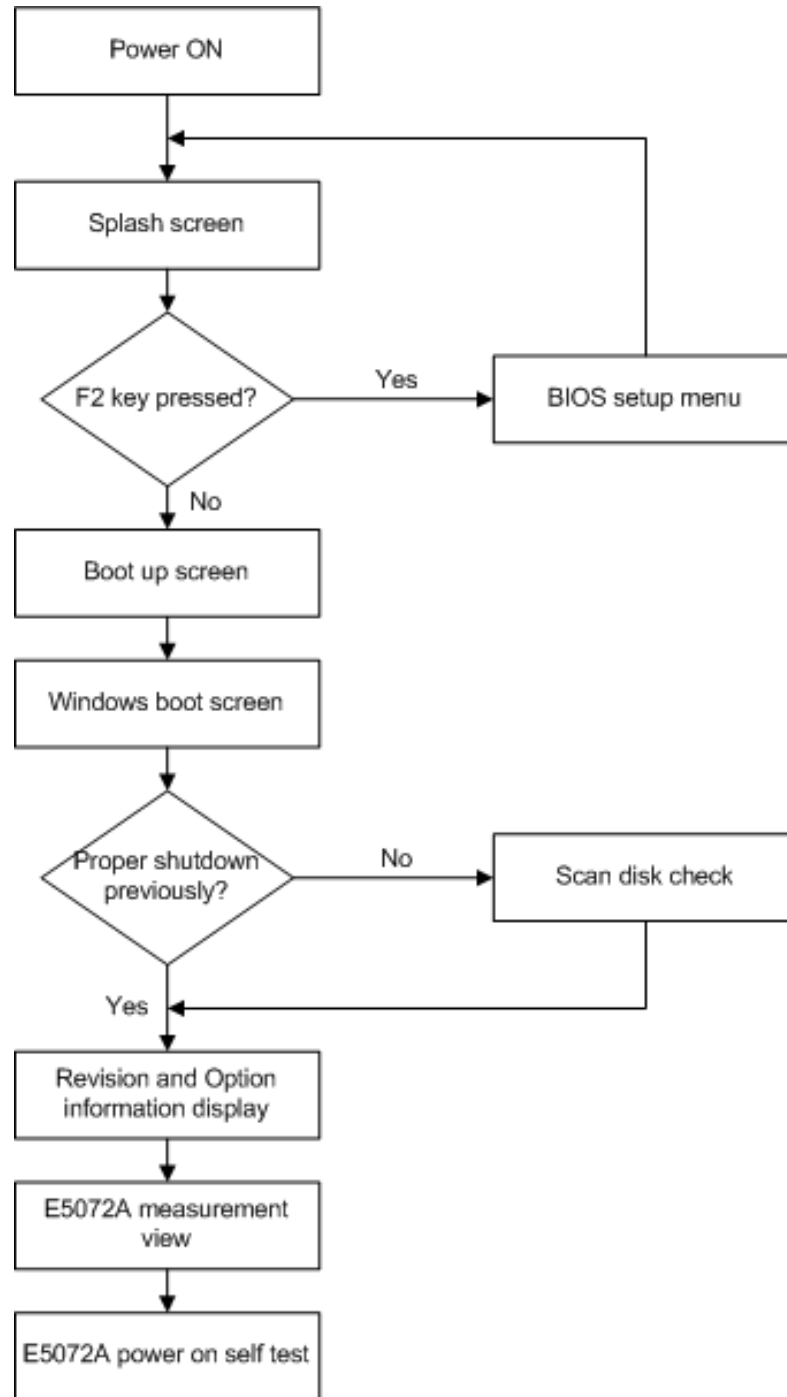 Power ON
Splash screen
F2 key pressed?
Yes
BIOS setup menu
No
Boot up screen
Windows boot screen
Proper shutdown
previously?
No
Scan disk check
Yes
Revision and Option
information display
E5072A measurement
view
E5072A power on self test